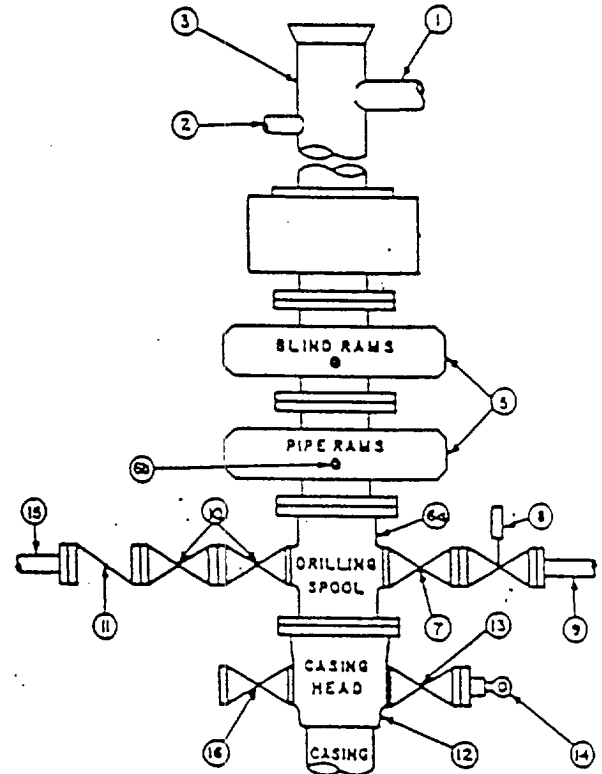 3
1
2
BLIND RAMS
5
PIPE RAMS
6b
6a
15
10
8
DRILLING
SPOOL
11
7
13
9
CASING
HEAD
16
14
12
CASING